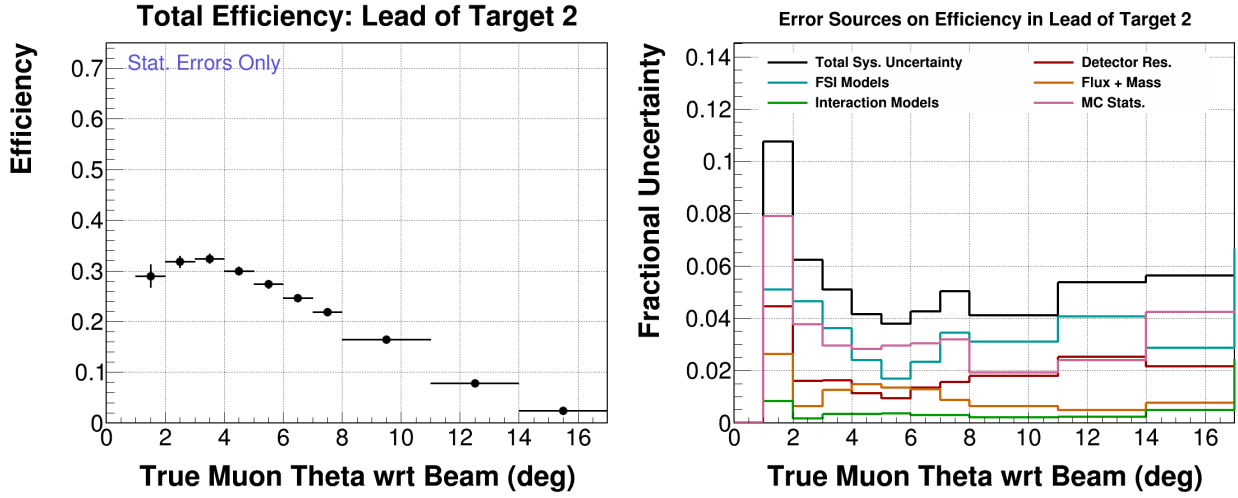 Total Efficiency: Lead of Target 2
Efficiency
Stat. Errors Only
0.7
0.6
0.5
0.4
0.3
0.2
0.1
0
0 2 4 6 8 10 12 14 16
True Muon Theta wrt Beam (deg)
Error Sources on Efficiency in Lead of Target 2
Fractional Uncertainty
Total Sys. Uncertainty
FSI Models
Interaction Models
Detector Res.
Flux + Mass
MC Stats.
0.14
0.12
0.1
0.08
0.06
0.04
0.02
0
0 2 4 6 8 10 12 14 16
True Muon Theta wrt Beam (deg)